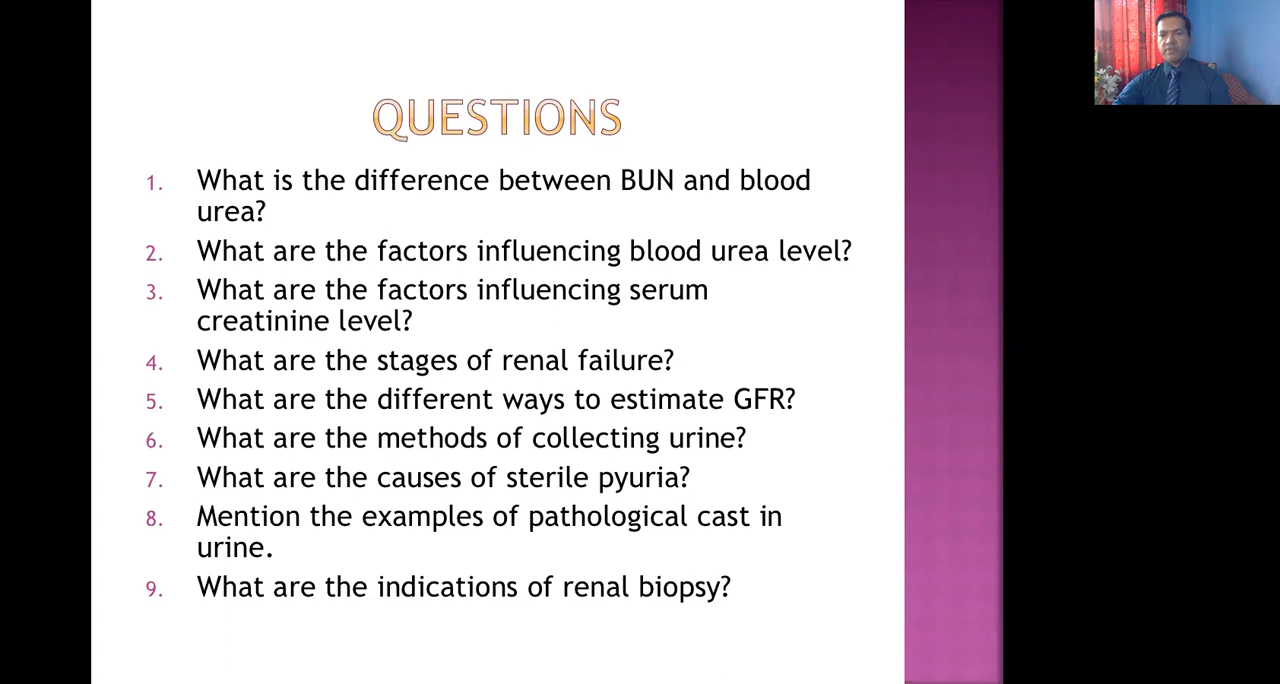 QUESTIONS
1. What is the difference between BUN and blood
urea?
2. What are the factors influencing blood urea level?
3. What are the factors influencing serum
creatinine level?
4. What are the stages of renal failure?
5. What are the different ways to estimate GFR?
6. What are the methods of collecting urine?
7. What are the causes of sterile pyuria?
8. Mention the examples of pathological cast in
urine.
9. What are the indications of renal biopsy?